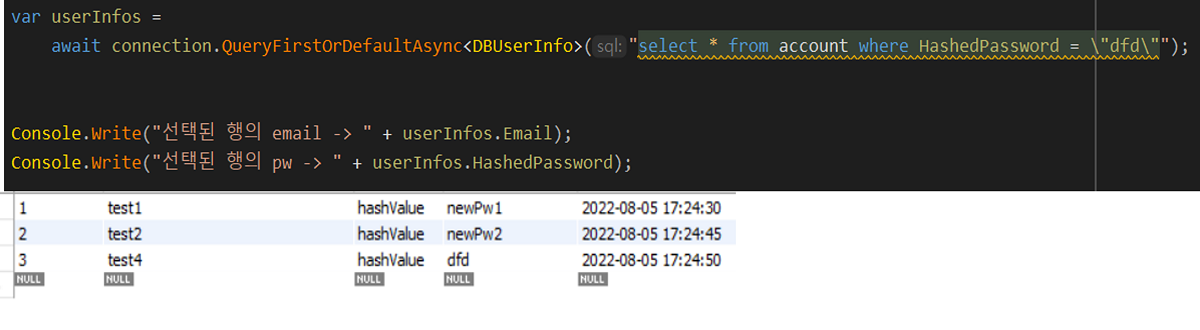 var userInfos =
await connection.QueryFirstOrDefaultAsync<DBUserInfo>(sql:"select * from account where HashedPassword = \"dfd\"");
Console.Write("선택된 행의 email -> " + userInfos.Email);
Console.Write("선택된 행의 pw -> " + userInfos.HashedPassword);
1 test1 hashValue newPw1 2022-08-05 17:24:30
2 test2 hashValue newPw2 2022-08-05 17:24:45
3 test4 hashValue dfd 2022-08-05 17:24:50
NULL NULL NULL NULL NULL